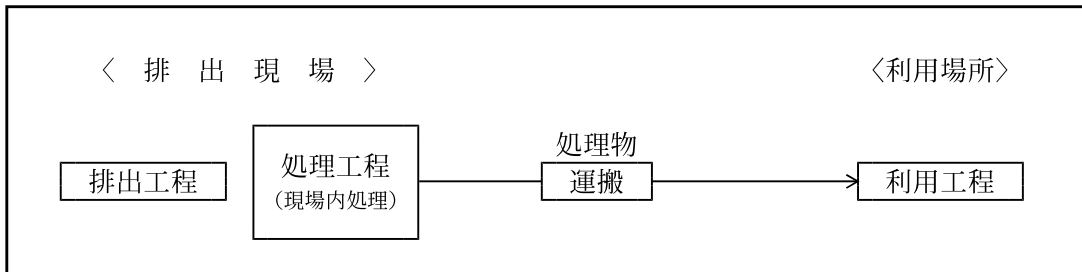 〈 排 出 現 場 〉
〈利用場所〉
排出工程
処理工程
（現場内処理）
処理物
運搬
利用工程